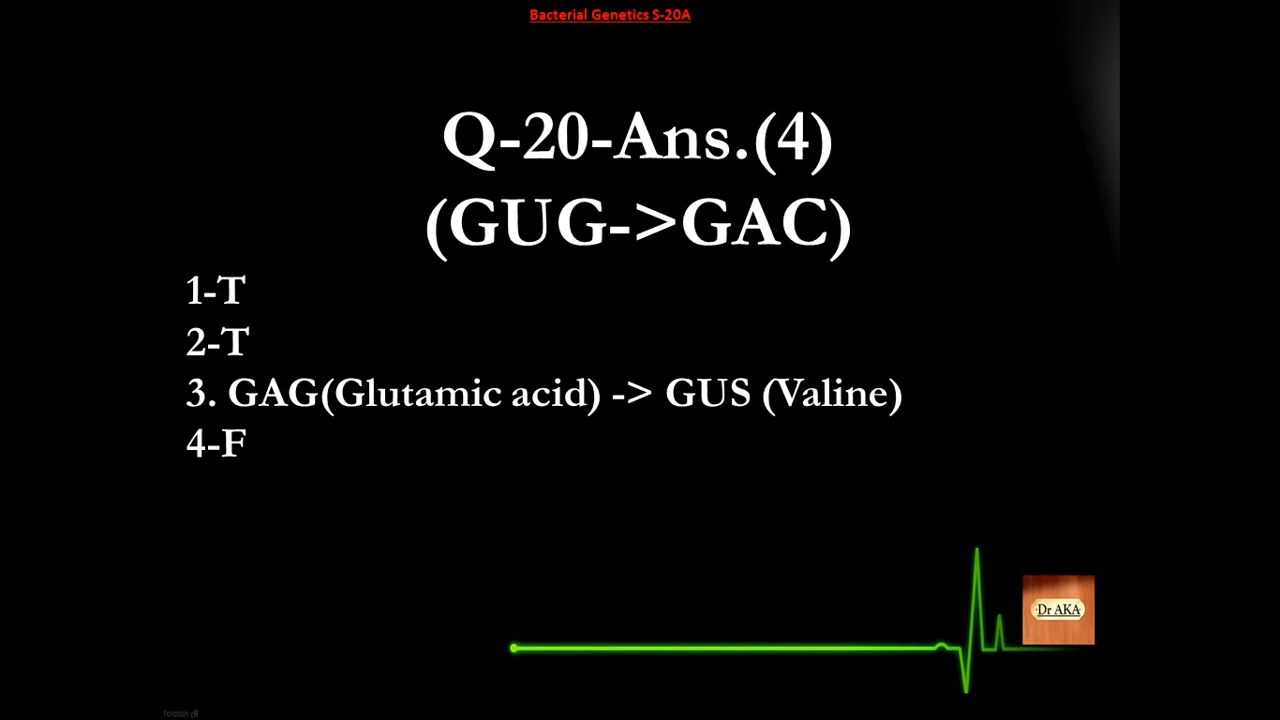 Bacterial Genetics S-20A
Q-20-Ans.(4)
(GUG->GAC)
1-T
2-T
3. GAG(Glutamic acid) -> GUS (Valine)
4-F
Dr AKA